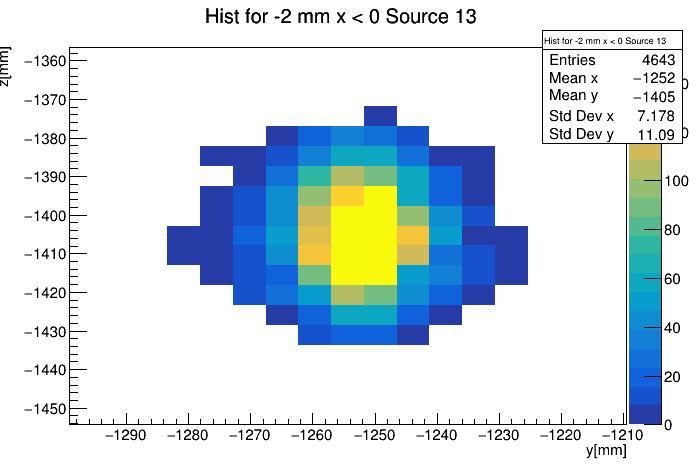 Hist for -2 mm x < 0 Source 13
z[mm]
Hist for -2 mm x < 0 Source 13
Entries 4643
Mean x −1252
Mean y −1405
Std Dev x 7.178
Std Dev y 11.09
−1360
−1370
−1380
−1390
−1400
−1410
−1420
−1430
−1440
−1450
100
80
60
40
20
0
−1290 −1280 −1270 −1260 −1250 −1240 −1230 −1220 −1210
y[mm]